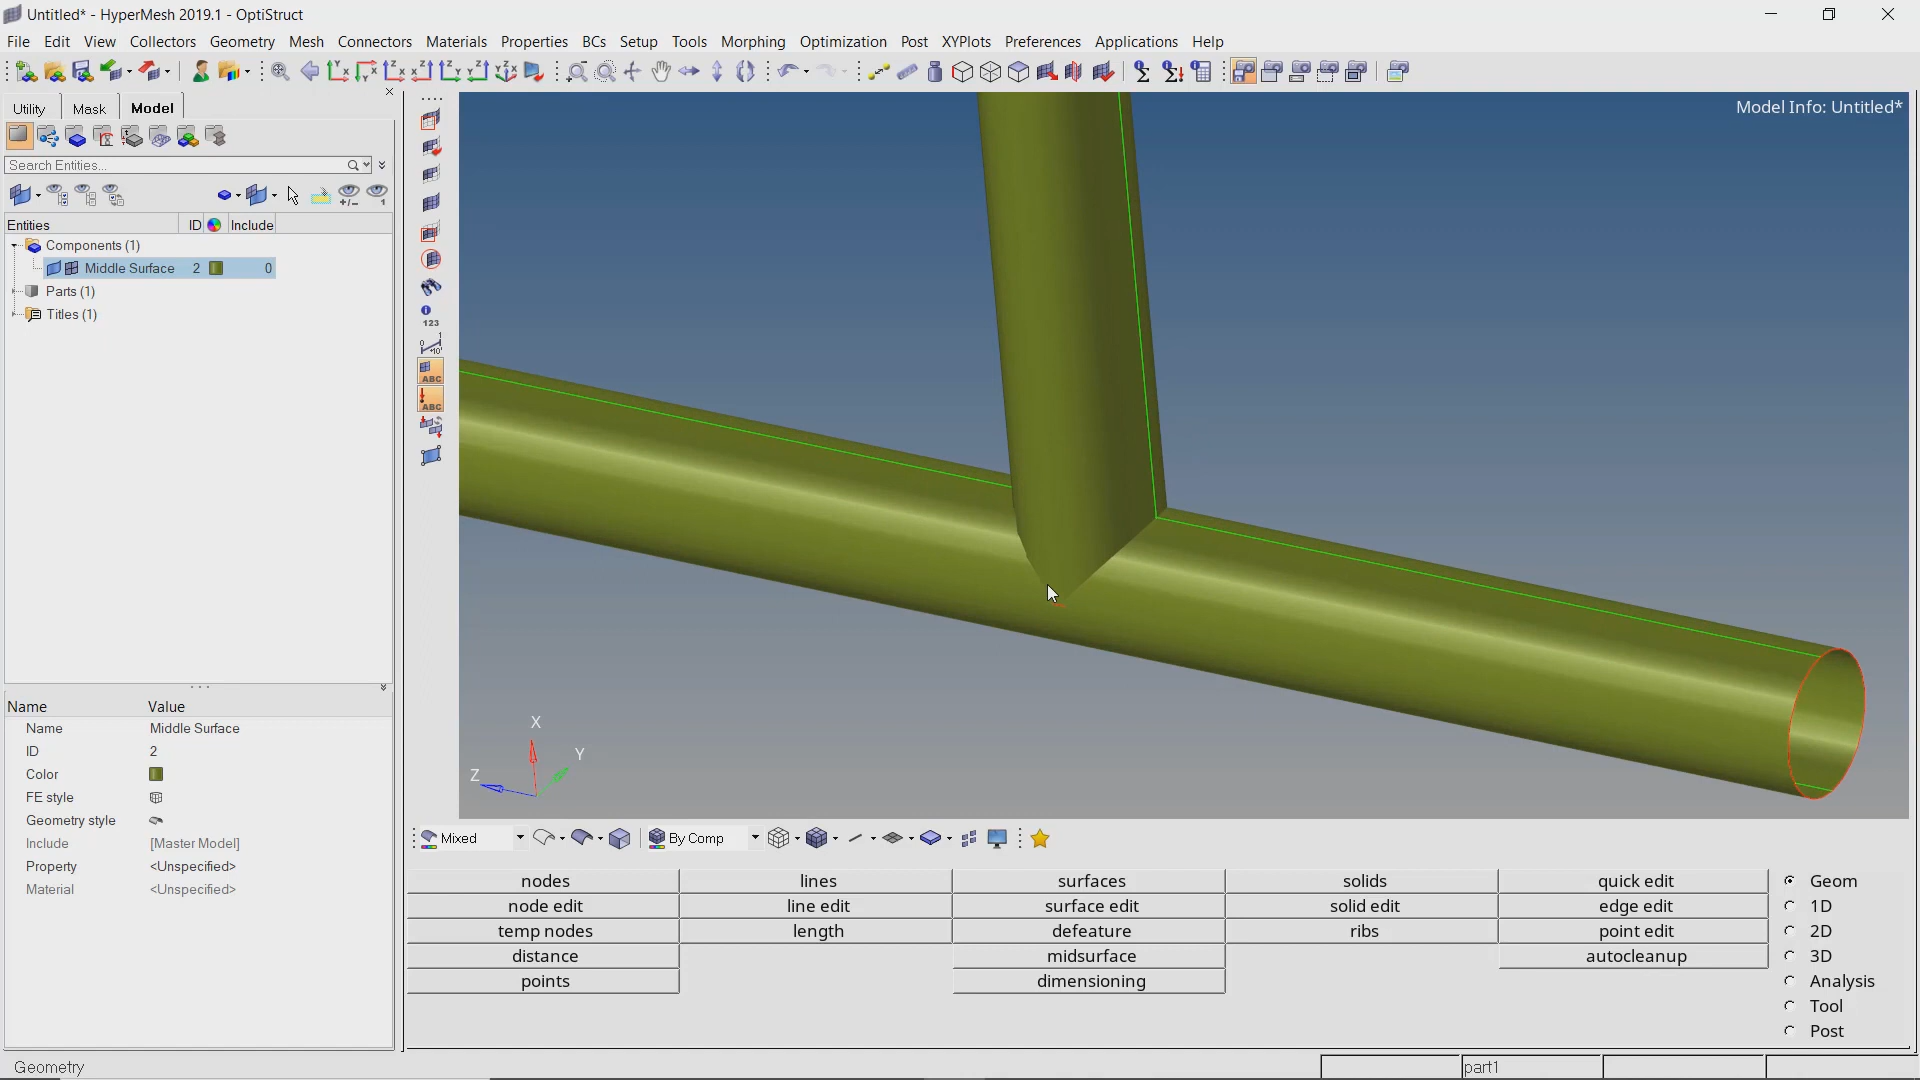 Untitled* - HyperMesh 2019.1 - OptiStruct
File Edit View Collectors Geometry Mesh Connectors Materials Properties BCs Setup Tools Morphing Optimization Post XYPlots Preferences Applications Help
Utility Mask Model
Model Info: Untitled*
Search Entities...
Entities ID Include
Components (1)
Middle Surface 2 0
Parts (1)
Titles (1)
123
ABC
ABC
Name Value
Name Middle Surface
ID 2
Color
FE style
Geometry style
Include [Master Model]
Property <Unspecified>
Material <Unspecified>
X
Y
Z
Mixed By Comp
nodes lines surfaces solids quick edit Geom
node edit line edit surface edit solid edit edge edit 1D
temp nodes length defeature ribs point edit 2D
distance midsurface autocleanup 3D
points dimensioning Analysis
Tool
Post
Geometry part1